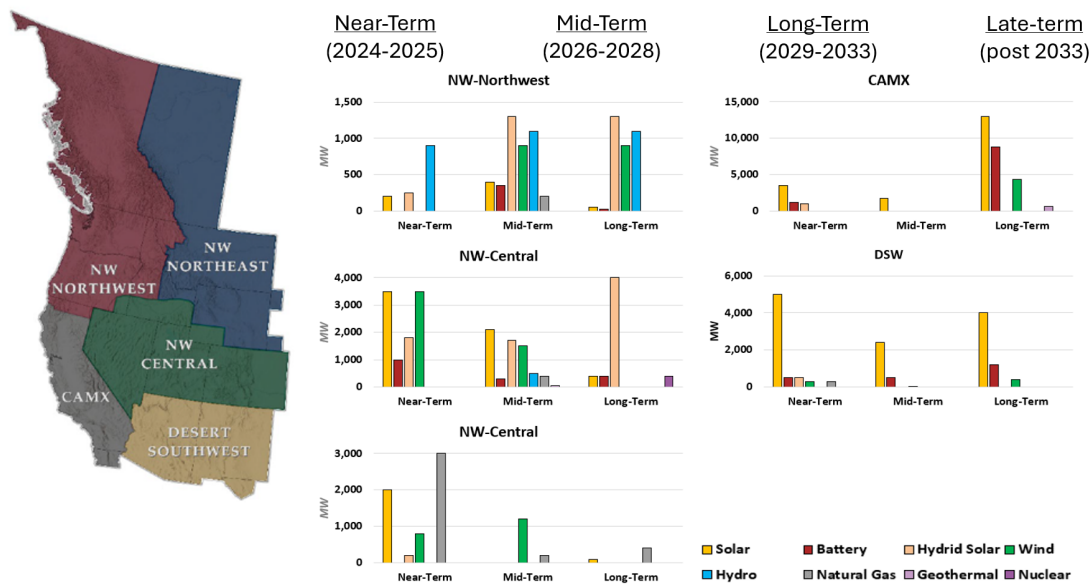 Near-Term
(2024-2025)
Mid-Term
(2026-2028)
Long-Term
(2029-2033)
Late-term
(post 2033)
NW
NORTHWEST
NW
NORTHEAST
NW
CENTRAL
CAMX
DESERT
SOUTHWEST
NW-Northwest
1,500
1,000
500
0
MW
Near-Term
Mid-Term
Long-Term
NW-Central
4,000
3,000
2,000
1,000
0
MW
Near-Term
Mid-Term
Long-Term
NW-Central
3,000
2,000
1,000
0
MW
Near-Term
Mid-Term
Long-Term
CAMX
15,000
10,000
5,000
0
MW
Near-Term
Mid-Term
Long-Term
DSW
6,000
4,000
2,000
0
MW
Near-Term
Mid-Term
Long-Term
Solar
Battery
Hydrid Solar
Wind
Hydro
Natural Gas
Geothermal
Nuclear